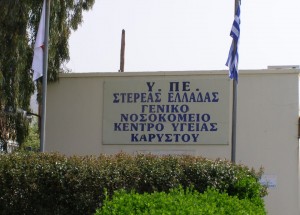 Υ. ΠΕ.
ΣΤΕΡΕΑΣ ΕΛΛΑΔΑΣ
ΓΕΝΙΚΟ
ΝΟΣΟΚΟΜΕΙΟ
ΚΕΝΤΡΟ ΥΓΕΙΑΣ
ΚΑΡΥΣΤΟΥ